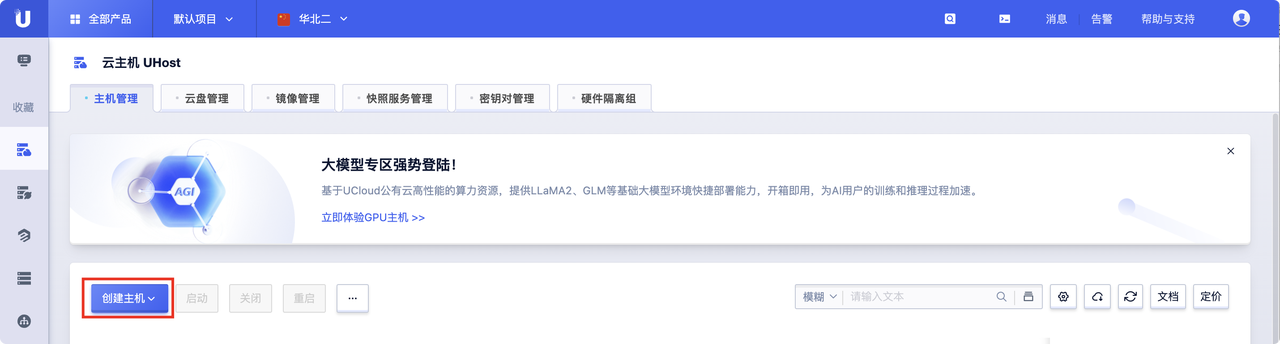 全部产品 默认项目 华北二 消息 告警 帮助与支持
云主机 UHost
收藏
主机管理 云盘管理 镜像管理 快照服务管理 密钥对管理 硬件隔离组
大模型专区强势登陆！
AGI
基于UCloud公有云高性能的算力资源，提供LLaMA2、GLM等基础大模型环境快捷部署能力，开箱即用，为AI用户的训练和推理过程加速。
立即体验GPU主机 >>
创建主机 启动 关闭 重启 ... 模糊 请输入文本 文档 定价